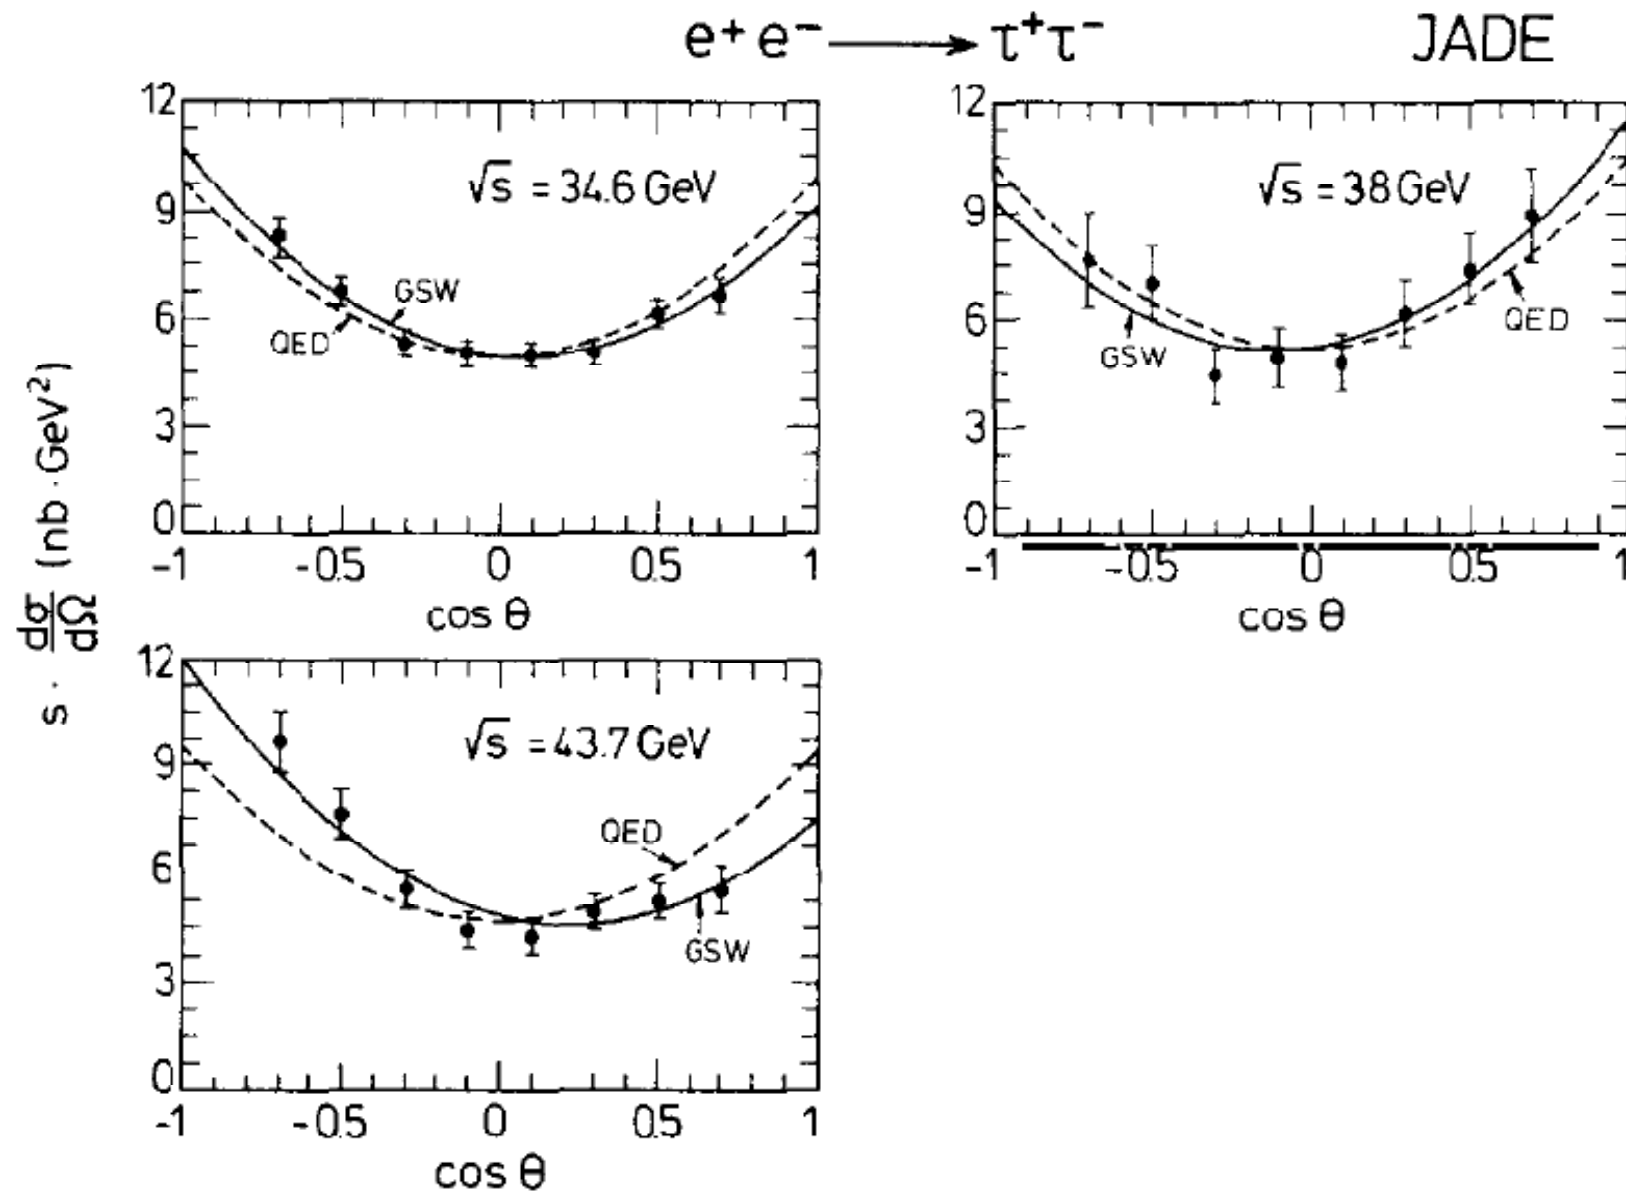 e⁺ e⁻ ⟶ τ⁺τ⁻ JADE
s · dσ/dΩ (nb · GeV²)
12
9
6
3
0
√s = 34.6 GeV
GSW
QED
-1 -0.5 0 0.5 1
cos θ
12
9
6
3
0
√s = 38 GeV
GSW
QED
-1 -0.5 0 0.5 1
cos θ
12
9
6
3
0
√s = 43.7 GeV
QED
GSW
-1 -0.5 0 0.5 1
cos θ